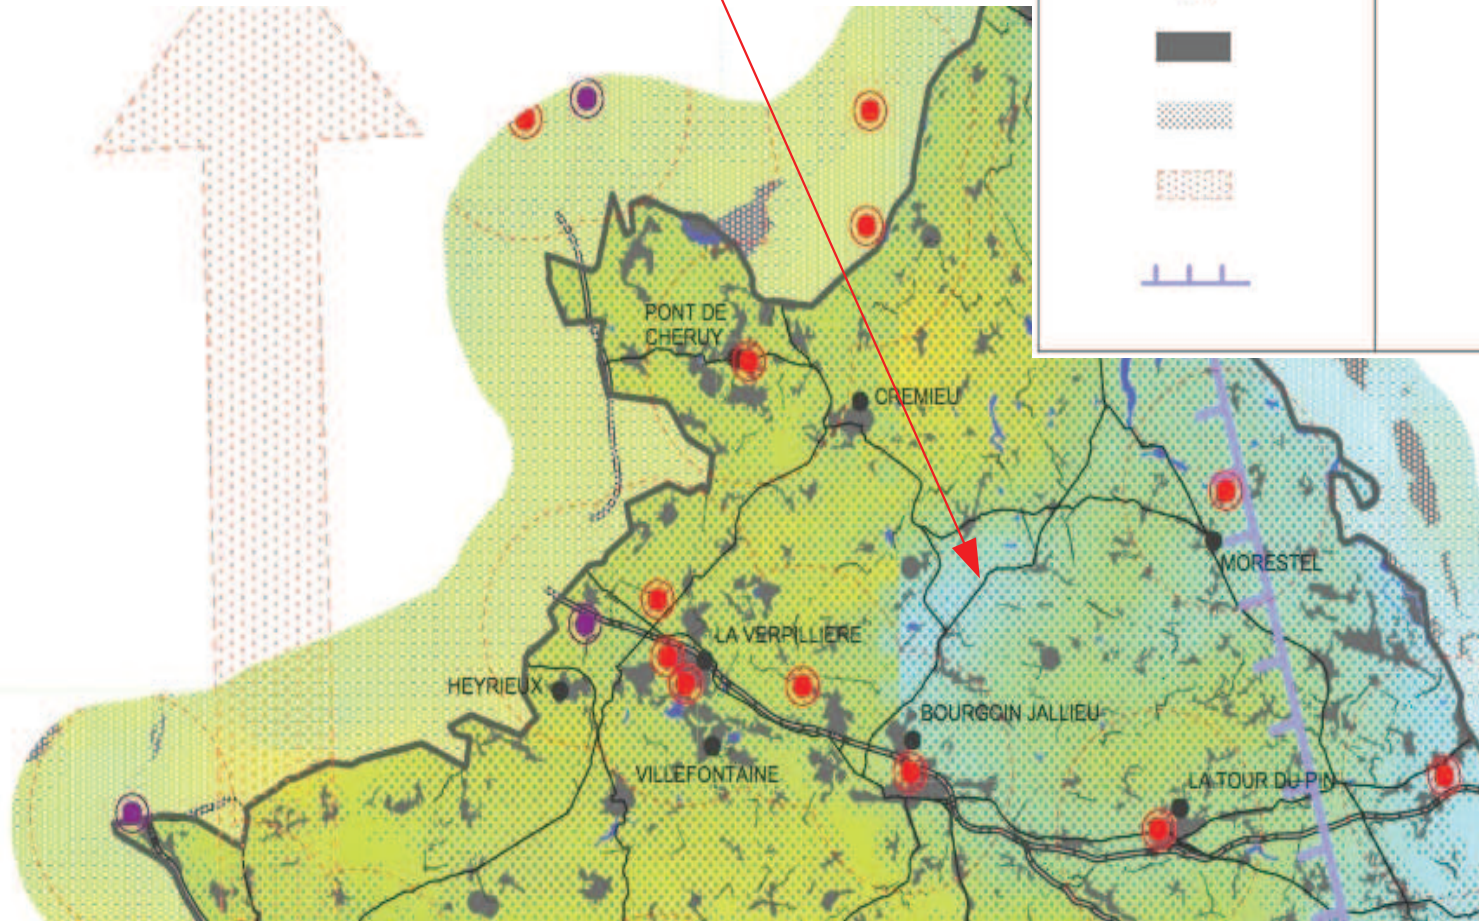 PONT DE
CHERUY
CREMIEU
MORESTEL
LA VERPILLIERE
HEYRIEUX
BOURGOIN JALLIEU
VILLEFONTAINE
LA TOUR DU PIN